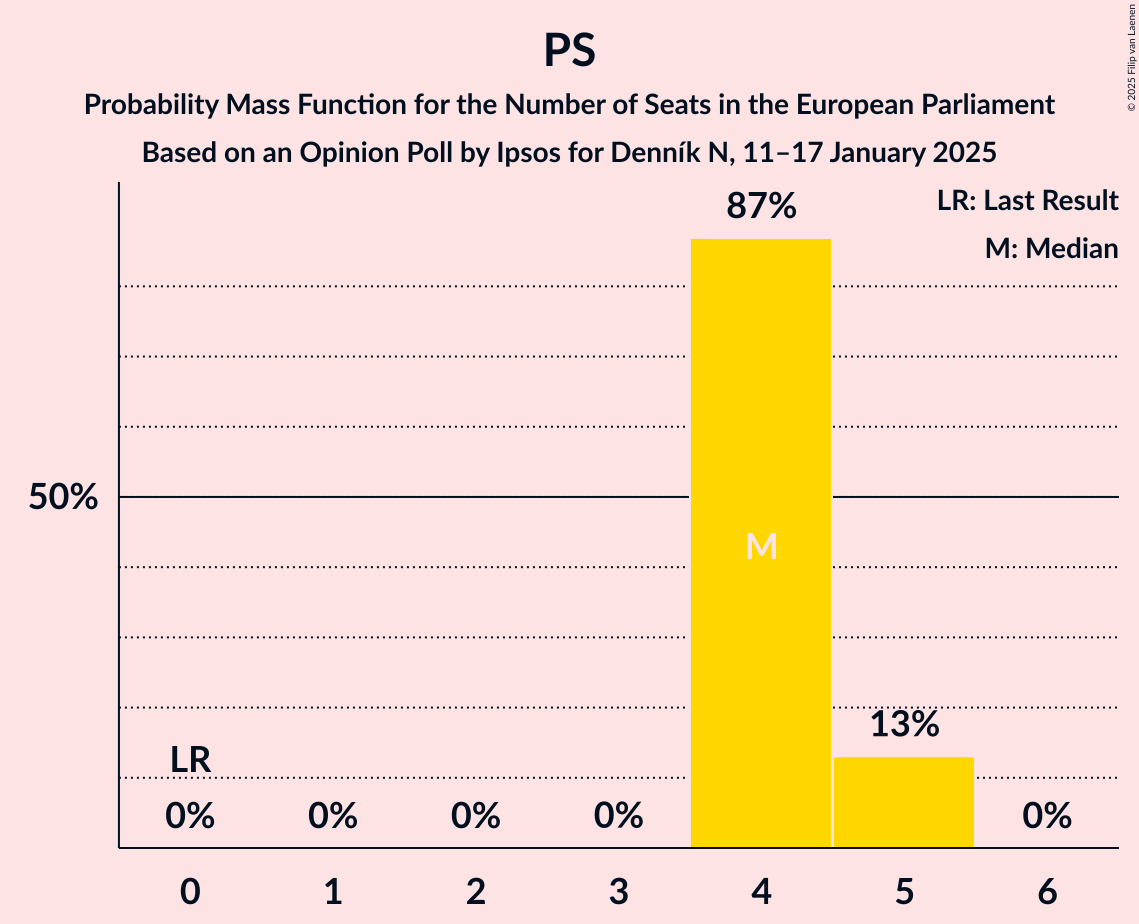 PS
Probability Mass Function for the Number of Seats in the European Parliament
Based on an Opinion Poll by Ipsos for Denník N, 11–17 January 2025
© 2025 Filip van Laenen
LR: Last Result
M: Median
87%
50%
M
13%
LR
0% 0% 0% 0% 0%
0 1 2 3 4 5 6